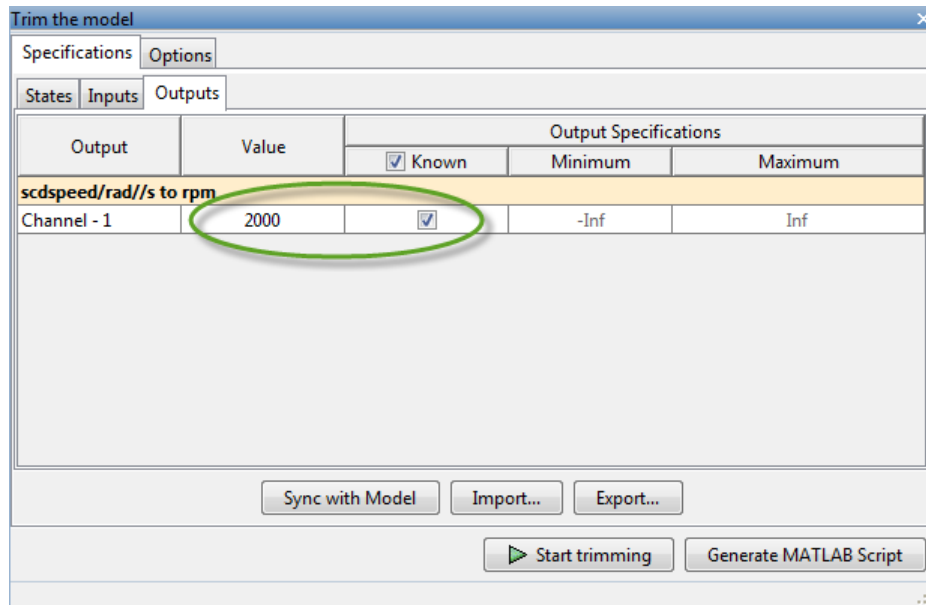 Trim the model
Specifications Options
States Inputs Outputs
Output Value Output Specifications
Known Minimum Maximum
scdspeed/rad//s to rpm
Channel - 1 2000 -Inf Inf
Sync with Model Import... Export...
Start trimming Generate MATLAB Script